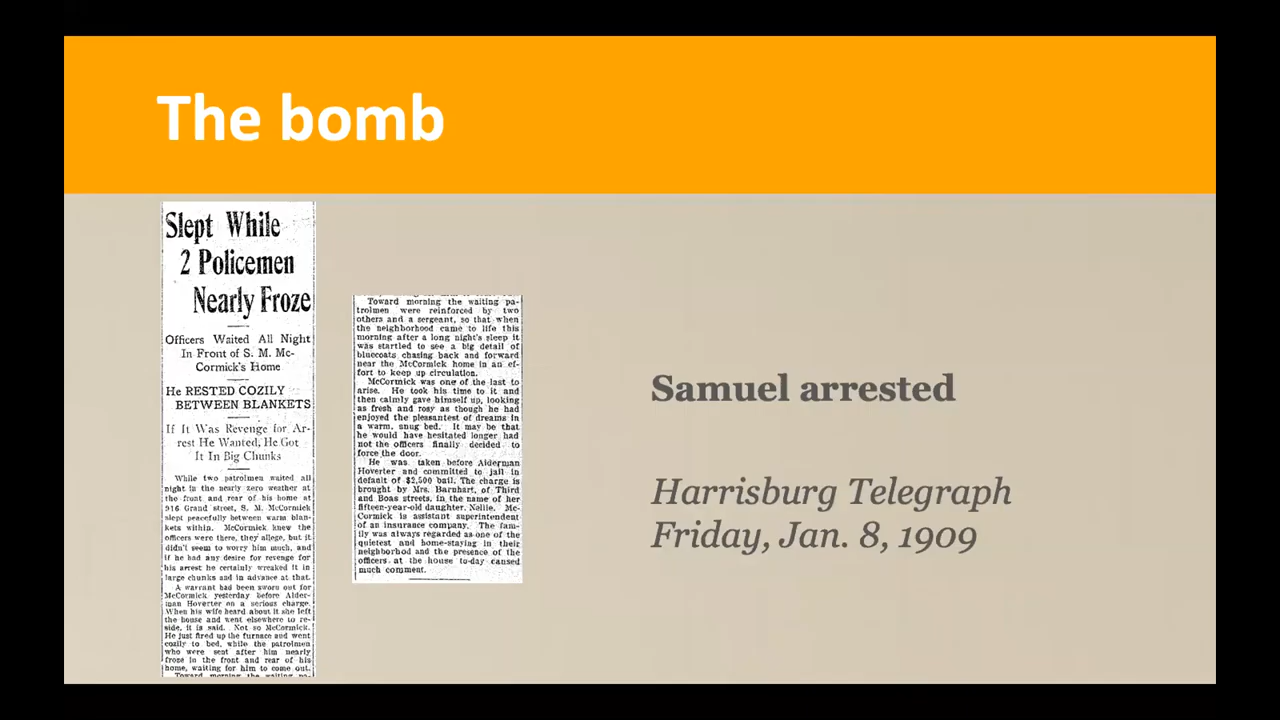 The bomb
Slept While
2 Policemen
Nearly Froze
Officers Waited All Night
In Front of S. M. Mc-
Cormick's Home
He RESTED COZILY
BETWEEN BLANKETS
If It Was Revenge for Ar-
rest He Wanted, He Got
It In Big Chunks
While two patrolmen waited all
night in the nearly zero weather at
the front and rear of his home at
916 Grand street, S. M. McCormick
slept peacefully between warm blan-
kets within. McCormick knew the
officers were there, they allege, but it
didn't seem to worry him much, and
if he had any desire for revenge for
his arrest he certainly wreaked it in
large chunks and in advance at that.
A warrant had been sworn out for
McCormick yesterday before Alder-
man Hoverter on a serious charge.
When his wife heard about it she left
the house and went elsewhere to re-
side, it is said. Not so McCormick.
He just fired up the furnace and went
cozily to bed, while the patrolmen
who were sent after him nearly
froze in the front and rear of his
home, waiting for him to come out.
Toward morning the waiting pa-
Toward morning the waiting pa-
trolmen were reinforced by two
others and a sergeant, so that when
the neighborhood came to life this
morning after a long night's sleep it
was startled to see a big detail of
bluecoats chasing back and forward
near the McCormick home in an ef-
fort to keep up circulation.
McCormick was one of the last to
arise. He took his time to it and
then calmly gave himself up, looking
as fresh and rosy as though he had
enjoyed the pleasantest of dreams in
a warm, snug bed. It may be that
he would have hesitated longer had
not the officers finally decided to
force the door.
He was taken before Alderman
Hoverter and committed to jail in
default of $2,500 bail. The charge is
brought by Mrs. Barnhart, of Third
and Boas streets, in the name of her
fifteen-year-old daughter, Nellie. Mc-
Cormick is assistant superintendent
of an insurance company. The fam-
ily was always regarded as one of the
quietest and home-staying in their
neighborhod and the presence of the
officers at the house to-day caused
much comment.
Samuel arrested
Harrisburg Telegraph
Friday, Jan. 8, 1909